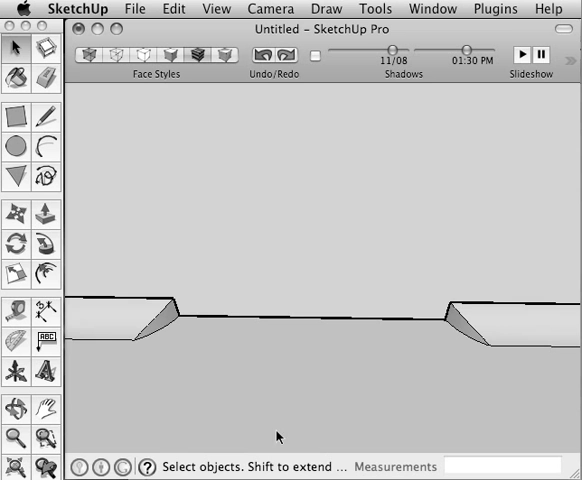 SketchUp File Edit View Camera Draw Tools Window Plugins Help
Untitled – SketchUp Pro
11/08 01:30 PM
Face Styles Undo/Redo Shadows Slideshow
ABC
A
Select objects. Shift to extend ... Measurements